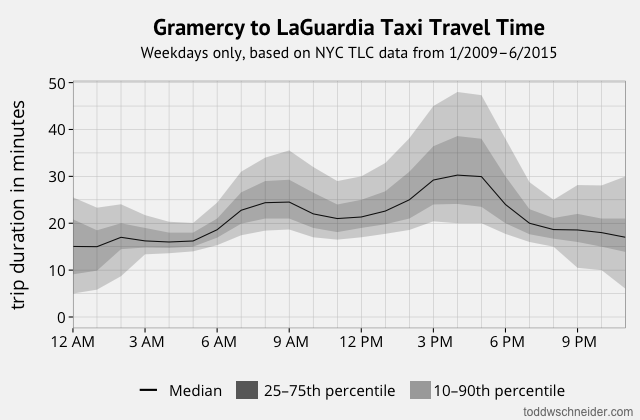 Gramercy to LaGuardia Taxi Travel Time
Weekdays only, based on NYC TLC data from 1/2009–6/2015
trip duration in minutes
50
40
30
20
10
0
12 AM 3 AM 6 AM 9 AM 12 PM 3 PM 6 PM 9 PM
Median 25–75th percentile 10–90th percentile
toddwschneider.com